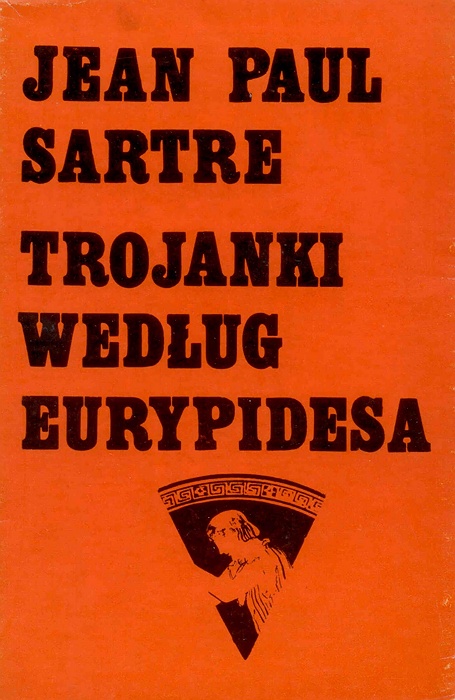 JEAN PAUL
SARTRE
TROJANKI
WEDŁUG
EURYPIDESA